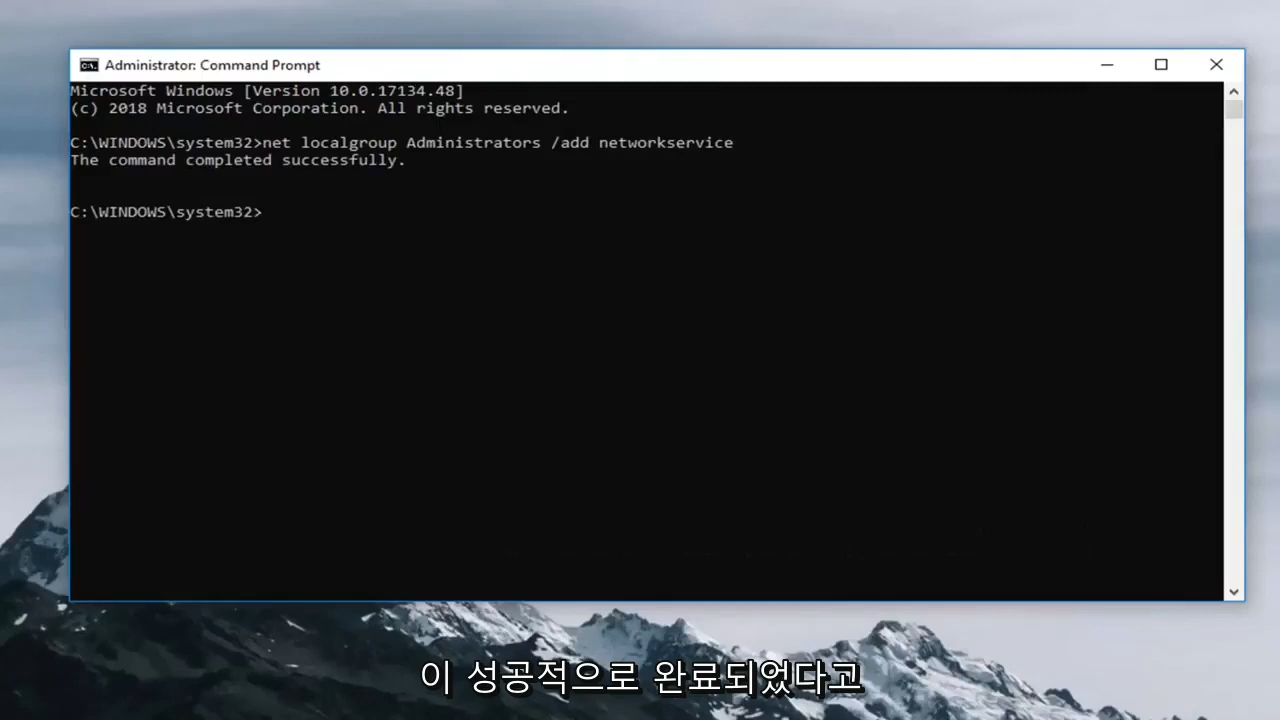 Administrator: Command Prompt
Microsoft Windows [Version 10.0.17134.48]
(c) 2018 Microsoft Corporation. All rights reserved.
C:\WINDOWS\system32>net localgroup Administrators /add networkservice
The command completed successfully.
C:\WINDOWS\system32>
이 성공적으로 완료되었다고